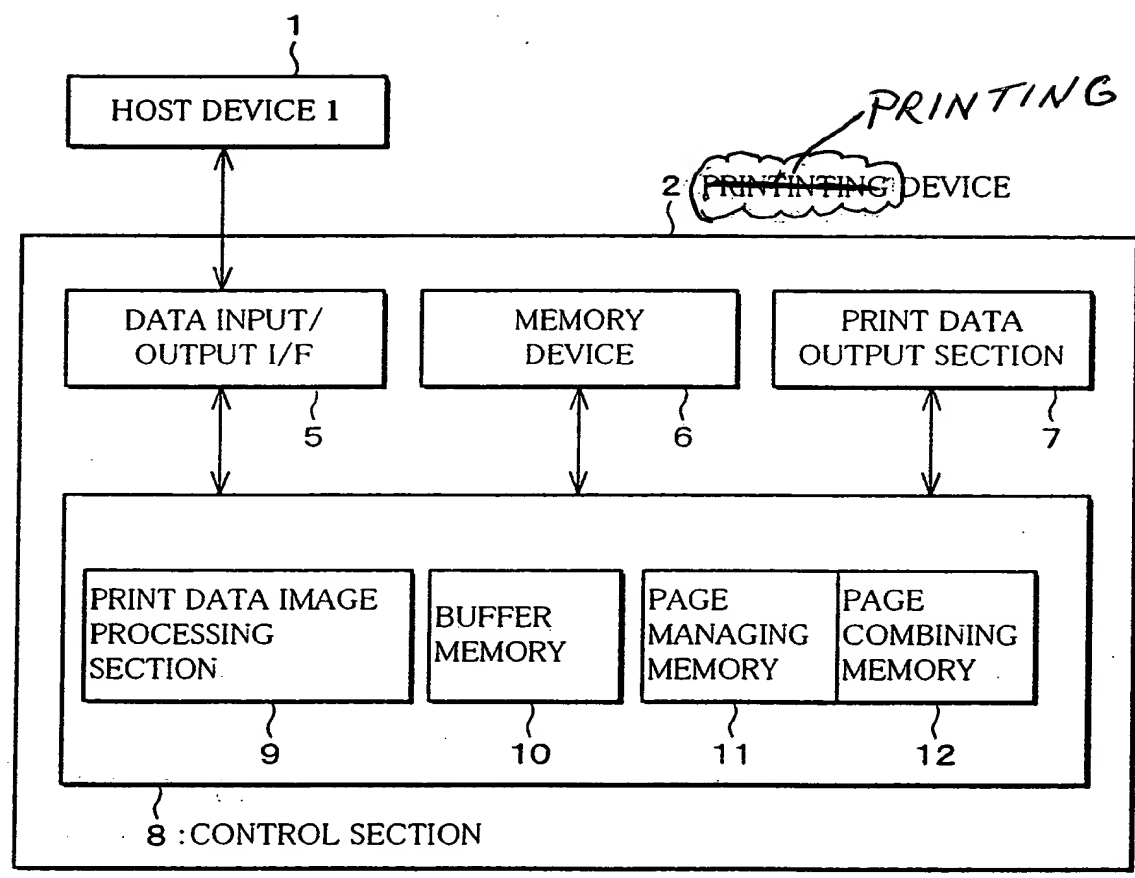 1
HOST DEVICE 1
PRINTING
2 PRINTINTING DEVICE
DATA INPUT/
OUTPUT I/F
MEMORY
DEVICE
PRINT DATA
OUTPUT SECTION
5
6
7
PRINT DATA IMAGE
PROCESSING
SECTION
BUFFER
MEMORY
PAGE
MANAGING
MEMORY
PAGE
COMBINING
MEMORY
9
10
11
12
8 : CONTROL SECTION